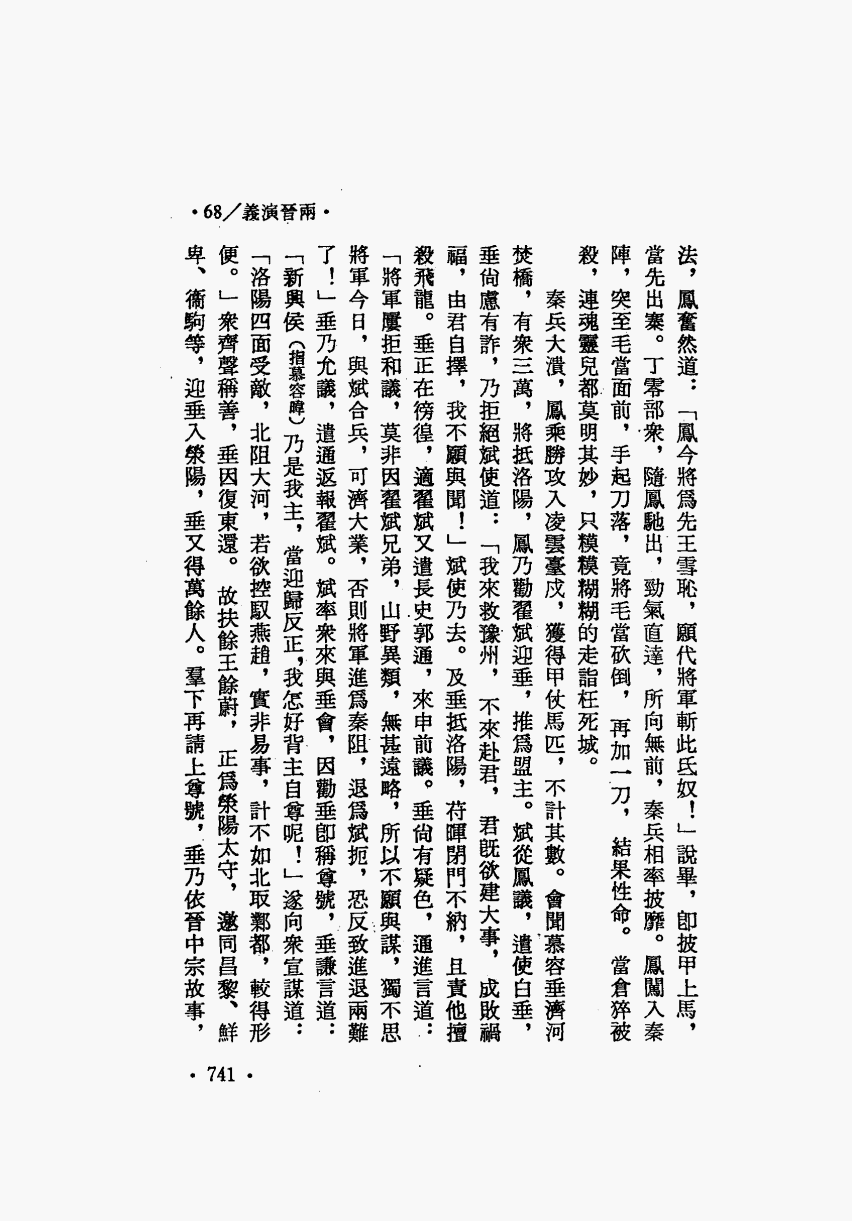 •68／義演晉兩•
法，鳳奮然道：「鳳今將爲先王雪恥，願代將軍斬此氐奴！」說畢，卽披甲上馬，
當先出寨。丁零部衆，隨鳳馳出，勁氣直達，所向無前，秦兵相率披靡。鳳闖入秦
陣，突至毛當面前，手起刀落，竟將毛當砍倒，再加一刀，結果性命。當倉猝被
殺，連魂靈兒都莫明其妙，只糢糢糊糊的走詣枉死城。
秦兵大潰，鳳乘勝攻入凌雲臺戍，獲得甲仗馬匹，不計其數。會聞慕容垂濟河
焚橋，有衆三萬，將抵洛陽，鳳乃勸翟斌迎垂，推爲盟主。斌從鳳議，遣使白垂，
垂尙慮有詐，乃拒絕斌使道：「我來救豫州，不來赴君，君旣欲建大事，成敗禍
福，由君自擇，我不願與聞！」斌使乃去。及垂抵洛陽，苻暉閉門不納，且責他擅
殺飛龍。垂正在徬徨，適翟斌又遣長史郭通，來申前議。垂尙有疑色，通進言道：
「將軍屢拒和議，莫非因翟斌兄弟，山野異類，無甚遠略，所以不願與謀，獨不思
將軍今日，與斌合兵，可濟大業，否則將軍進爲秦阻，退爲斌扼，恐反致進退兩難
了！」垂乃允議，遣通返報翟斌。斌率衆來與垂會，因勸垂卽稱尊號，垂謙言道：
「新興侯（指慕容暐）乃是我主，當迎歸反正，我怎好背主自尊呢！」遂向衆宣謀道：
「洛陽四面受敵，北阻大河，若欲控馭燕趙，實非易事，計不如北取鄴都，較得形
便。」衆齊聲稱善，垂因復東還。故扶餘王餘蔚，正爲滎陽太守，邀同昌黎、鮮
卑、衞駒等，迎垂入滎陽，垂又得萬餘人。羣下再請上尊號，垂乃依晉中宗故事，
•741•